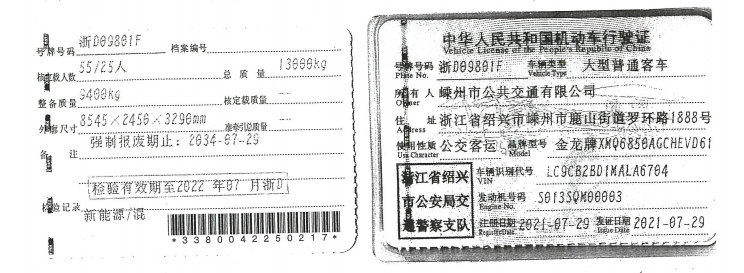 号牌号码 浙D09801F 档案编号
核定载人数 55/25人 总质量 13000kg
整备质量 9400kg 核定载质量 --
外廓尺寸 8545×2456×3290mm 准牵引总质量 --
强制报废期止：2034-07-29
备注
检验有效期至2022年07月浙D
检验记录
新能源/混
*3380042250217*
中华人民共和国机动车行驶证
Vehicle License of the People's Republic of China
号牌号码 浙D09801F 车辆类型 大型普通客车
Plate No. Vehicle Type
所有人 嵊州市公共交通有限公司
Owner
住址 浙江省绍兴市嵊州市鹿山街道罗环路1888号
Address
使用性质 公交客运 品牌型号 金龙牌XMQ6850AGCHEVD61
Use Character Model
浙江省绍兴 车辆识别代号 LC9CB2BD1MALA6704
VIN
市公安局交 发动机号码 S013SQM00003
Engine No.
通警察支队 注册日期 2021-07-29 发证日期 2021-07-29
Register Date Issue Date